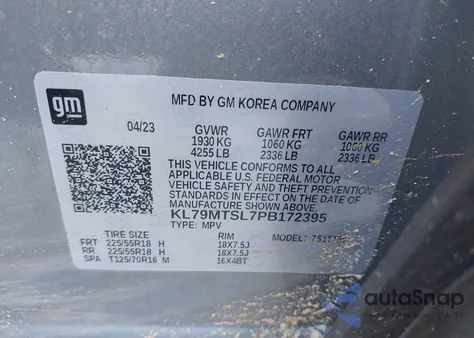 gm
MFD BY GM KOREA COMPANY
04/23 GVWR GAWR FRT GAWR RR
1930 KG 1060 KG 1060 KG
4255 LB 2336 LB 2336 LB
THIS VEHICLE CONFORMS TO ALL
APPLICABLE U.S. FEDERAL MOTOR
VEHICLE SAFETY AND THEFT PREVENTION
STANDARDS IN EFFECT ON THE DATE OF
MANUFACTURE SHOWN ABOVE.
KL79MTSL7PB172395
TYPE: MPV MODEL:
TIRE SIZE RIM
FRT 225/55R18 H 18X7.5J
RR 225/55R18 H 18X7.5J
SPA T125/70R16 M 16X4BT
autoSnap